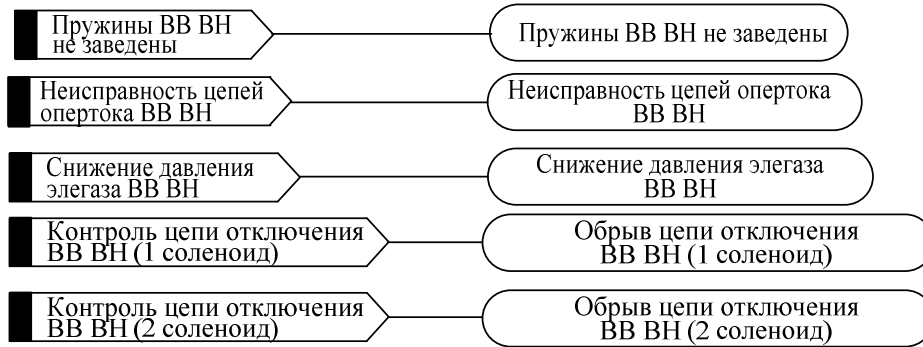 Пружины ВВ ВН
не заведены
Пружины ВВ ВН не заведены
Неисправность цепей
опертока ВВ ВН
Неисправность цепей опертока
ВВ ВН
Снижение давления
элегаза ВВ ВН
Снижение давления элегаза
ВВ ВН
Контроль цепи отключения
ВВ ВН (1 соленоид)
Обрыв цепи отключения
ВВ ВН (1 соленоид)
Контроль цепи отключения
ВВ ВН (2 соленоид)
Обрыв цепи отключения
ВВ ВН (2 соленоид)